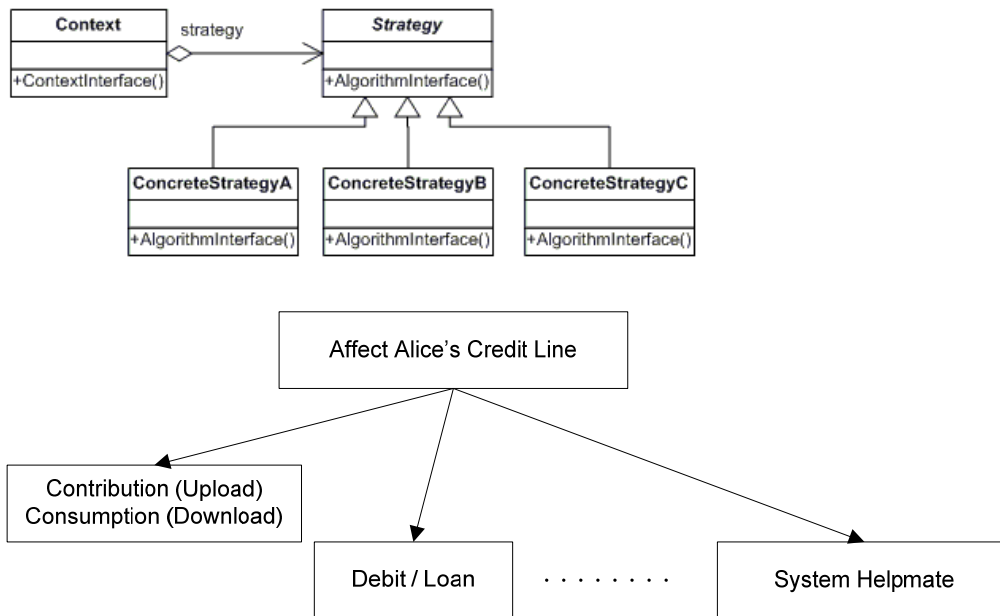 Context
strategy
Strategy
+ContextInterface()
+AlgorithmInterface()
ConcreteStrategyA
ConcreteStrategyB
ConcreteStrategyC
+AlgorithmInterface()
+AlgorithmInterface()
+AlgorithmInterface()
Affect Alice’s Credit Line
Contribution (Upload)
Consumption (Download)
Debit / Loan
. . . . . . . .
System Helpmate